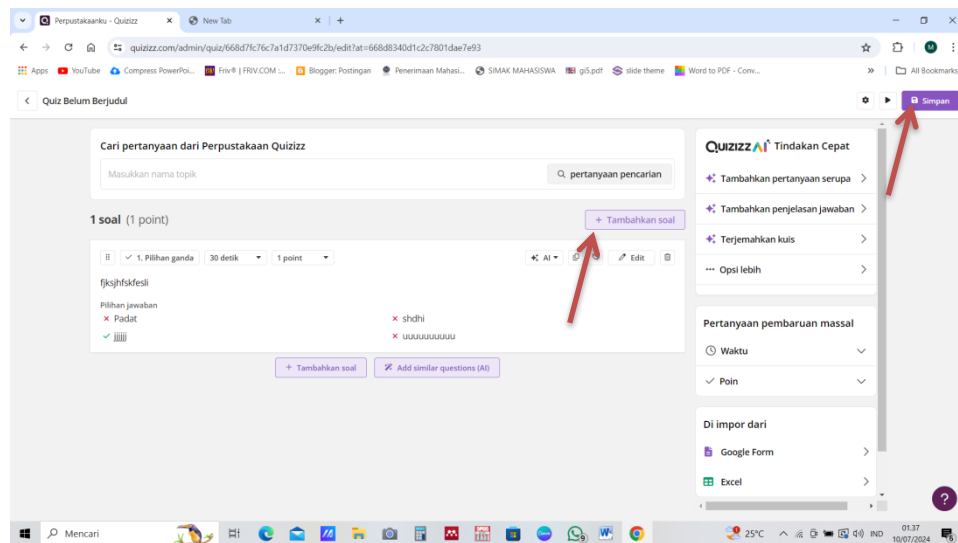 Perpustakaanku - Quizizz
New Tab
quizizz.com/admin/quiz/668d7fc76c7a1d7370e9fc2b/edit?at=668d8340d1c2c7801dae7e93
Apps YouTube Compress PowerPoi... Friv® | FRIV.COM :... Blogger: Postingan Penerimaan Mahasi... SIMAK MAHASISWA gi5.pdf slide theme Word to PDF - Conv... » All Bookmarks
Quiz Belum Berjudul
Simpan
Cari pertanyaan dari Perpustakaan Quizizz
Masukkan nama topik
pertanyaan pencarian
1 soal (1 point)
+ Tambahkan soal
1. Pilihan ganda 30 detik 1 point AI Edit
fjksjhfskfesli
Pilihan jawaban
Padat
shdhi
jjjjjj
uuuuuuuuuu
+ Tambahkan soal
Add similar questions (AI)
QUIZIZZ AI Tindakan Cepat
Tambahkan pertanyaan serupa
Tambahkan penjelasan jawaban
Terjemahkan kuis
Opsi lebih
Pertanyaan pembaruan massal
Waktu
Poin
Di impor dari
Google Form
Excel
?
Mencari
25°C
IND
01.37
10/07/2024